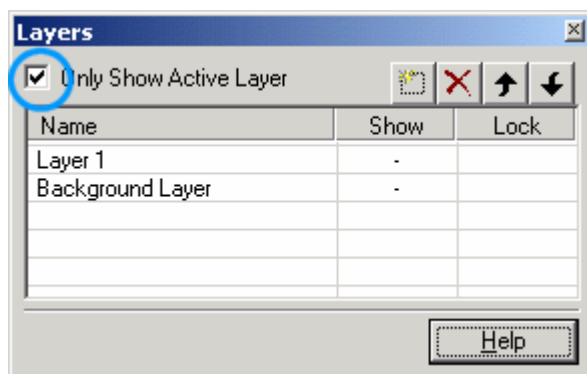 Layers
Only Show Active Layer
Name Show Lock
Layer 1 -
Background Layer -
Help